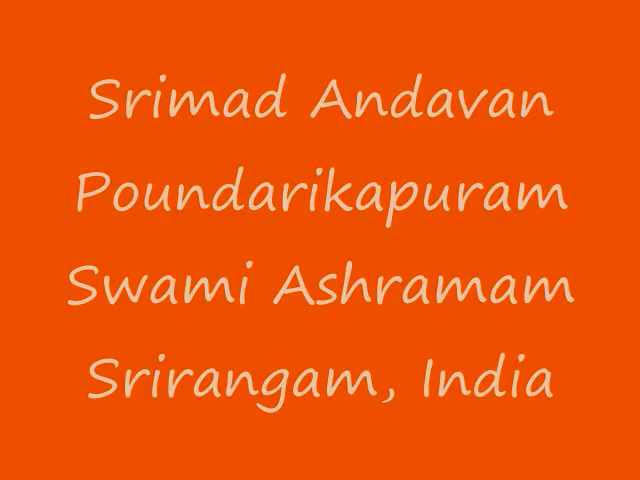 Srimad Andavan
Poundarikapuram
Swami Ashramam
Srirangam, India